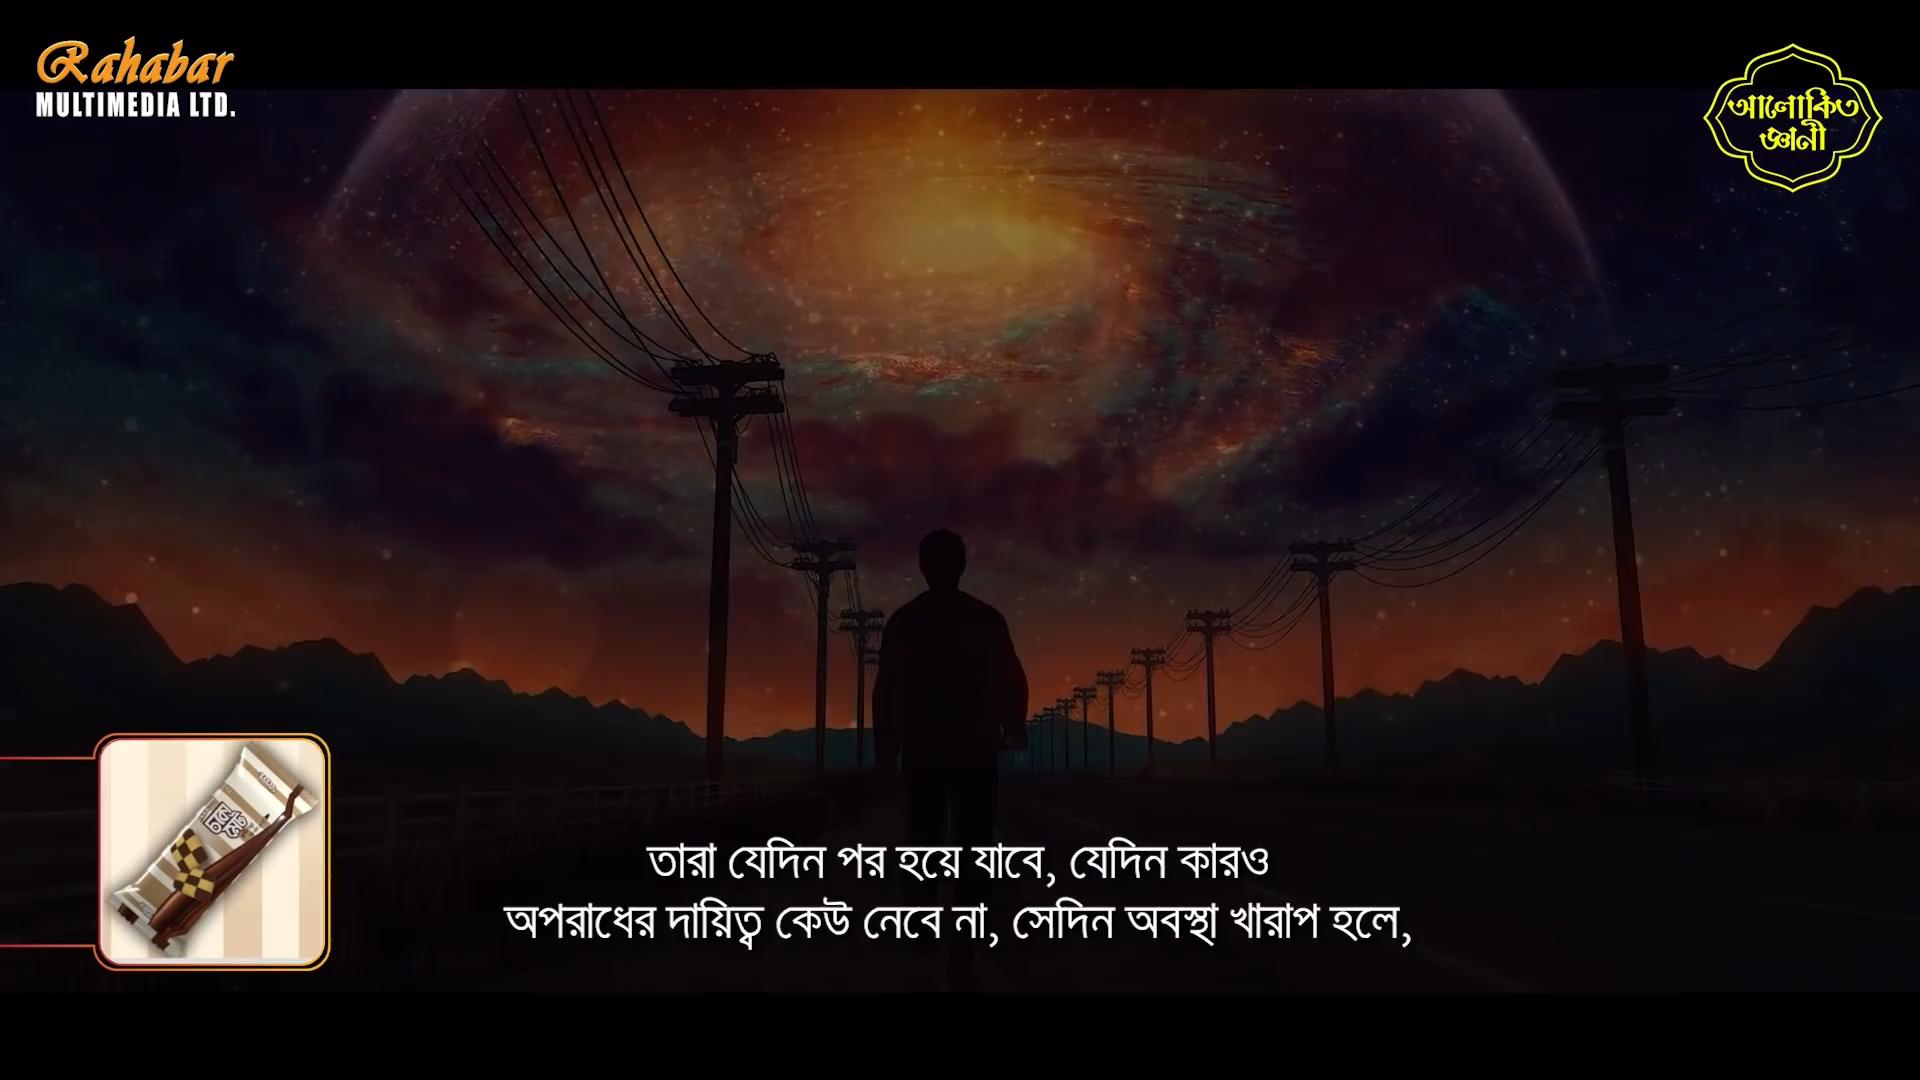 Rahabar
MULTIMEDIA LTD.
আলোকিত
জ্ঞানী
তারা যেদিন পর হয়ে যাবে, যেদিন কারও
অপরাধের দায়িত্ব কেউ নেবে না, সেদিন অবস্থা খারাপ হলে,